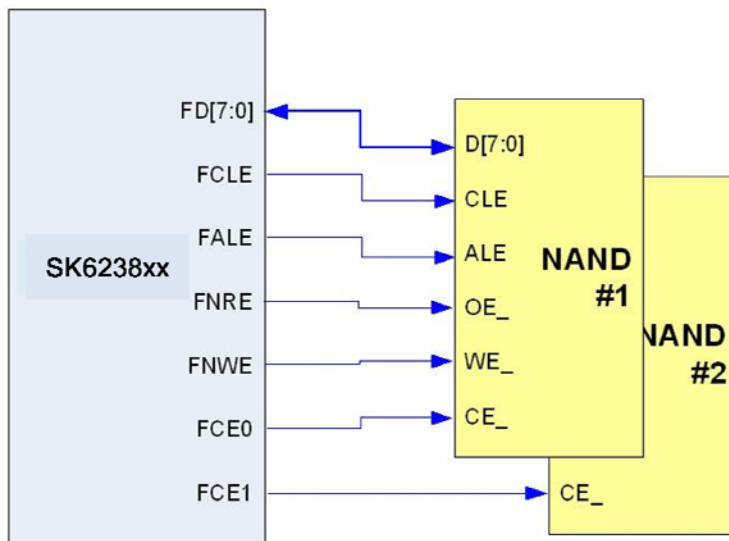 FD[7:0]
FCLE
FALE
SK6238xx
FNRE
FNWE
FCE0
FCE1
D[7:0]
CLE
ALE
OE_
WE_
CE_
NAND
#1
NAND
#2
CE_